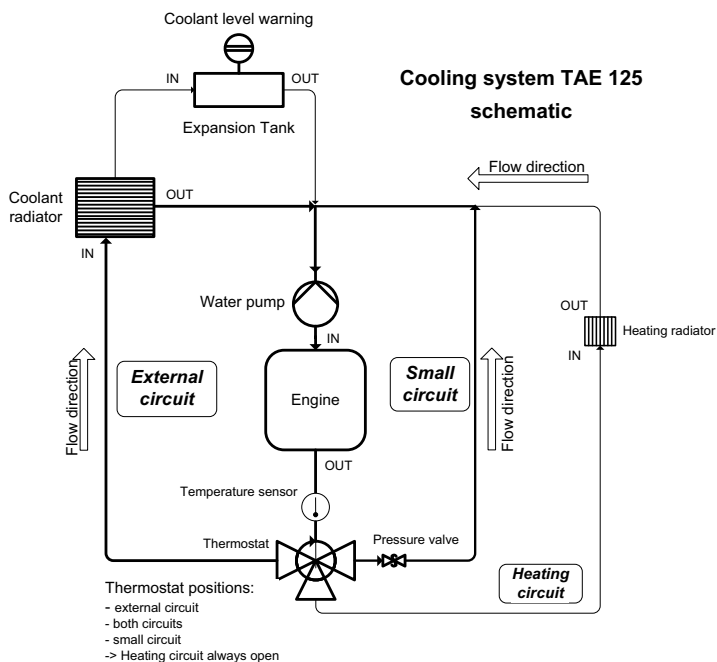 Coolant level warning
IN
OUT
Expansion Tank
Cooling system TAE 125
schematic
Flow direction
Coolant
radiator
OUT
IN
Water pump
IN
OUT
IN
Heating radiator
Flow direction
External
circuit
Engine
Small
circuit
Flow direction
OUT
Temperature sensor
Thermostat
Pressure valve
Heating
circuit
Thermostat positions:
- external circuit
- both circuits
- small circuit
-> Heating circuit always open